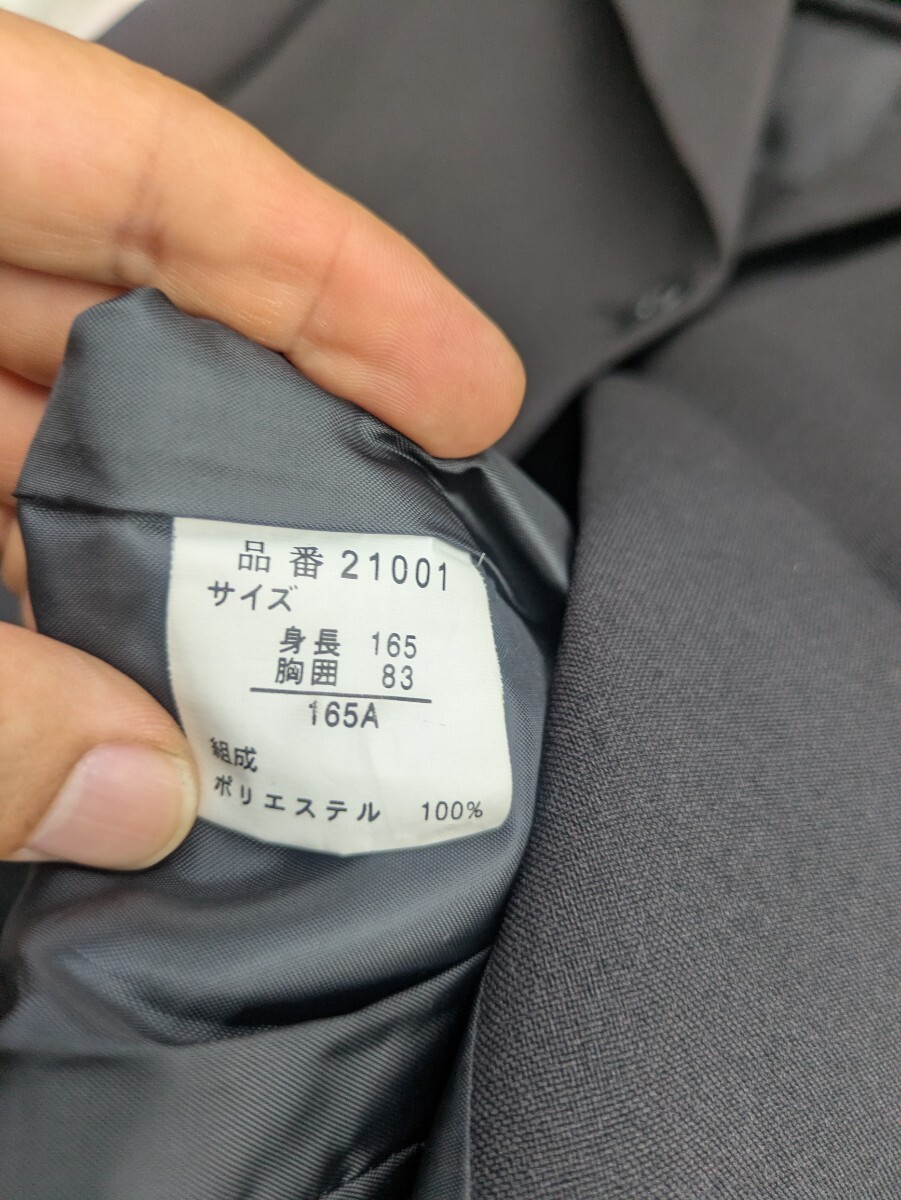 品番 21001
サイズ
身長 165
胸囲 83
165A
組成
ポリエステル 100%